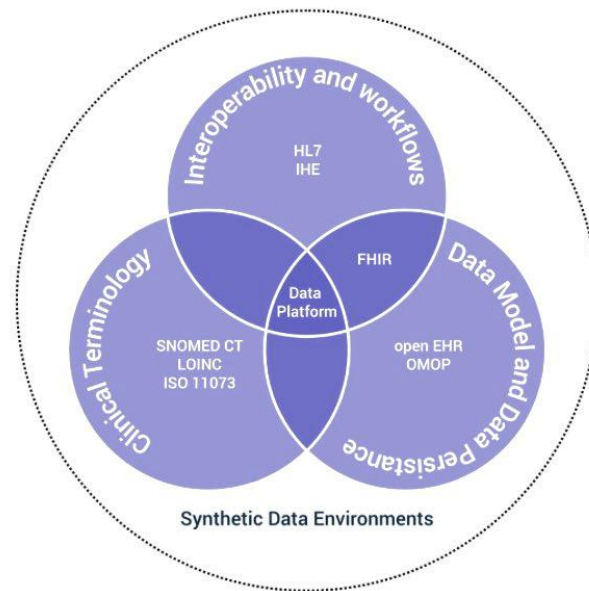 Interoperability and workflows
HL7
IHE
FHIR
Data
Platform
Clinical Terminology
SNOMED CT
LOINC
ISO 11073
Data Model and Data Persistance
open EHR
OMOP
Synthetic Data Environments